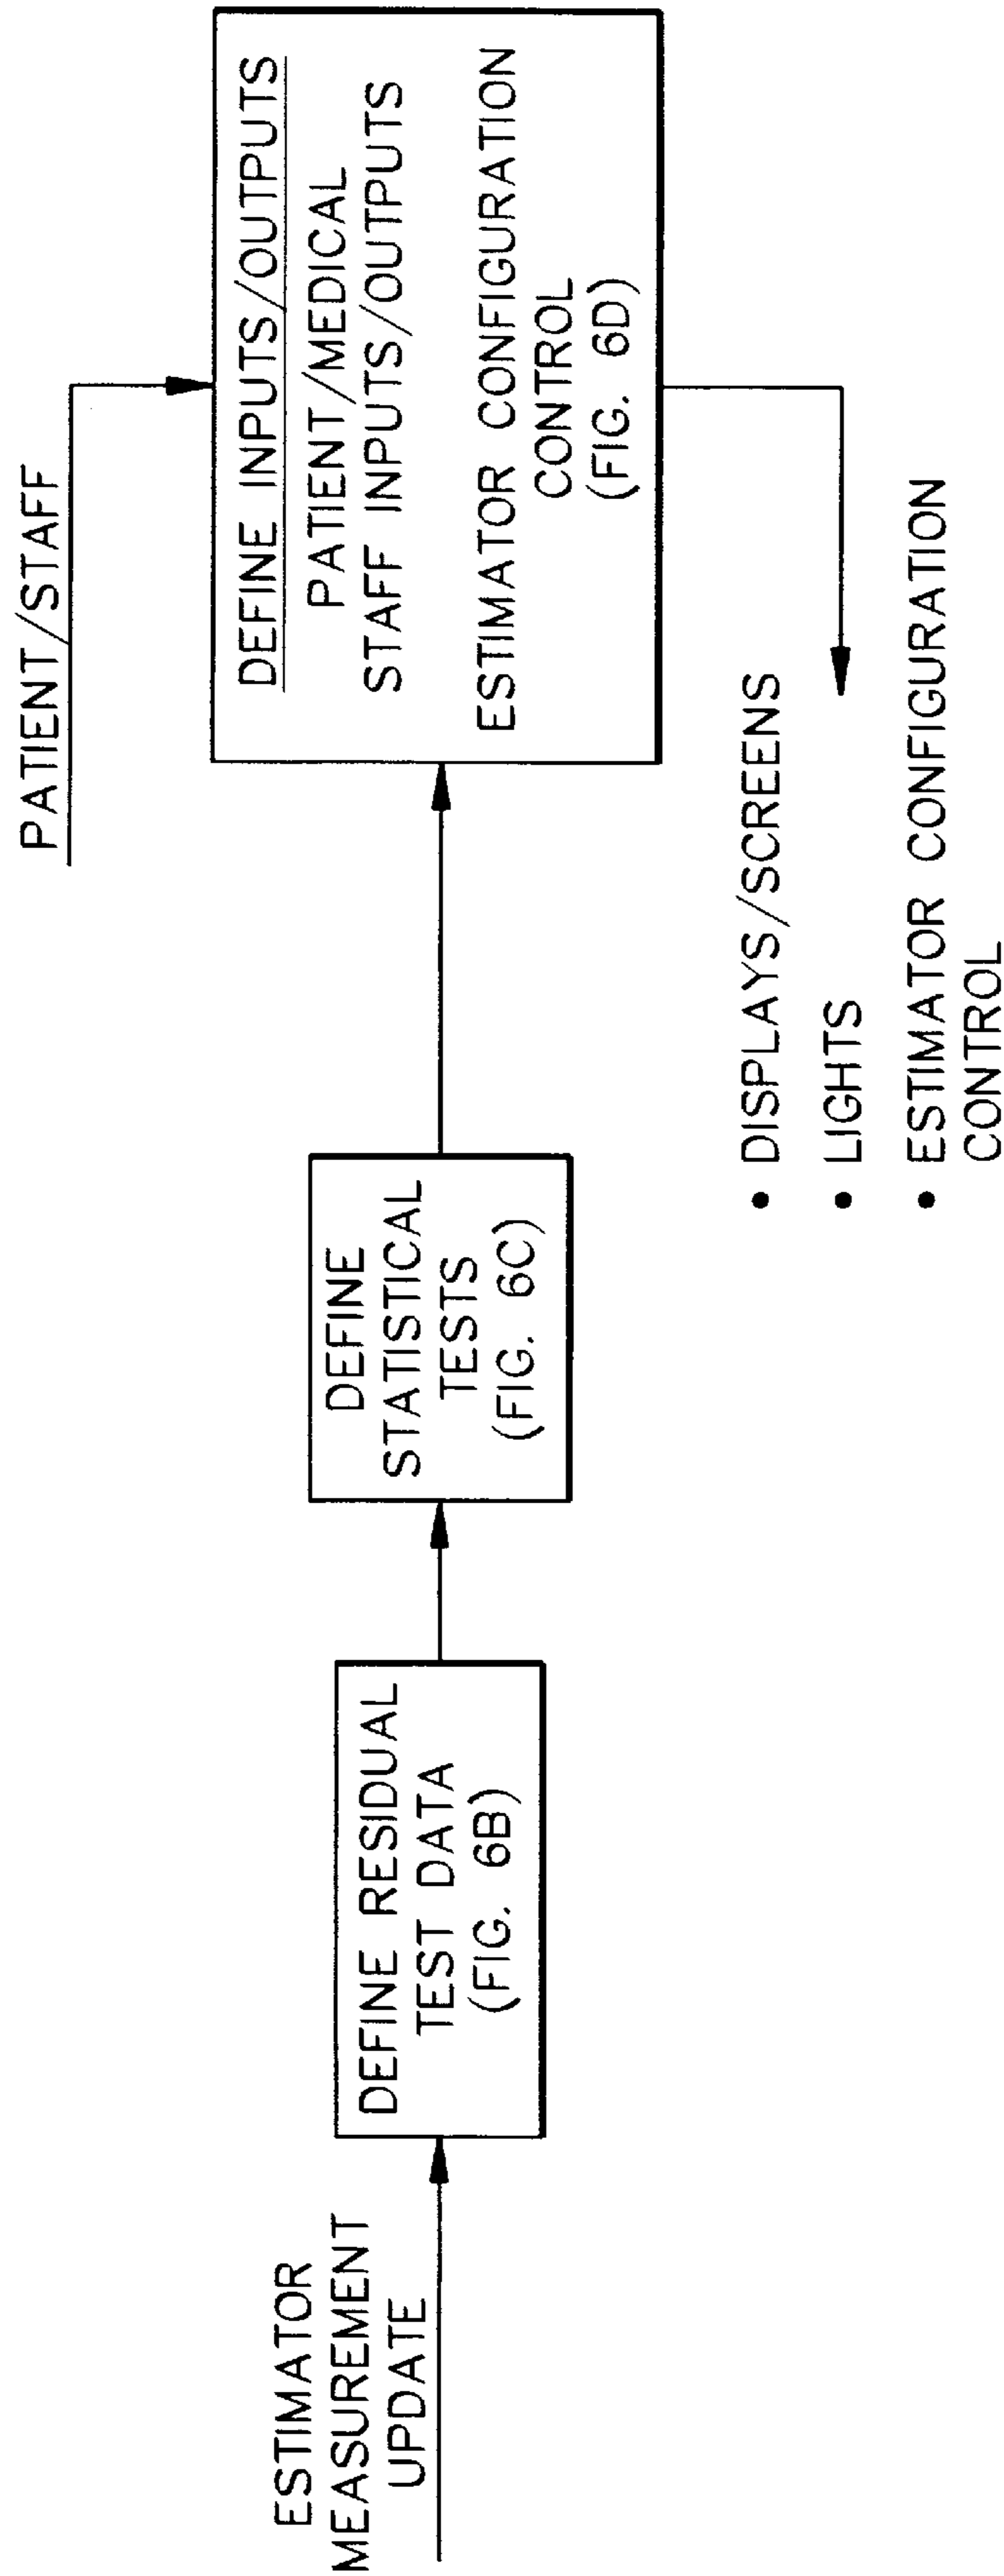 ESTIMATOR
MEASUREMENT
UPDATE
DEFINE RESIDUAL
TEST DATA
(FIG. 6B)
DEFINE
STATISTICAL
TESTS
(FIG. 6C)
PATIENT/STAFF
DEFINE INPUTS/OUTPUTS
PATIENT/MEDICAL
STAFF INPUTS/OUTPUTS
ESTIMATOR CONFIGURATION
CONTROL
(FIG. 6D)
• DISPLAYS/SCREENS
• LIGHTS
• ESTIMATOR CONFIGURATION
CONTROL